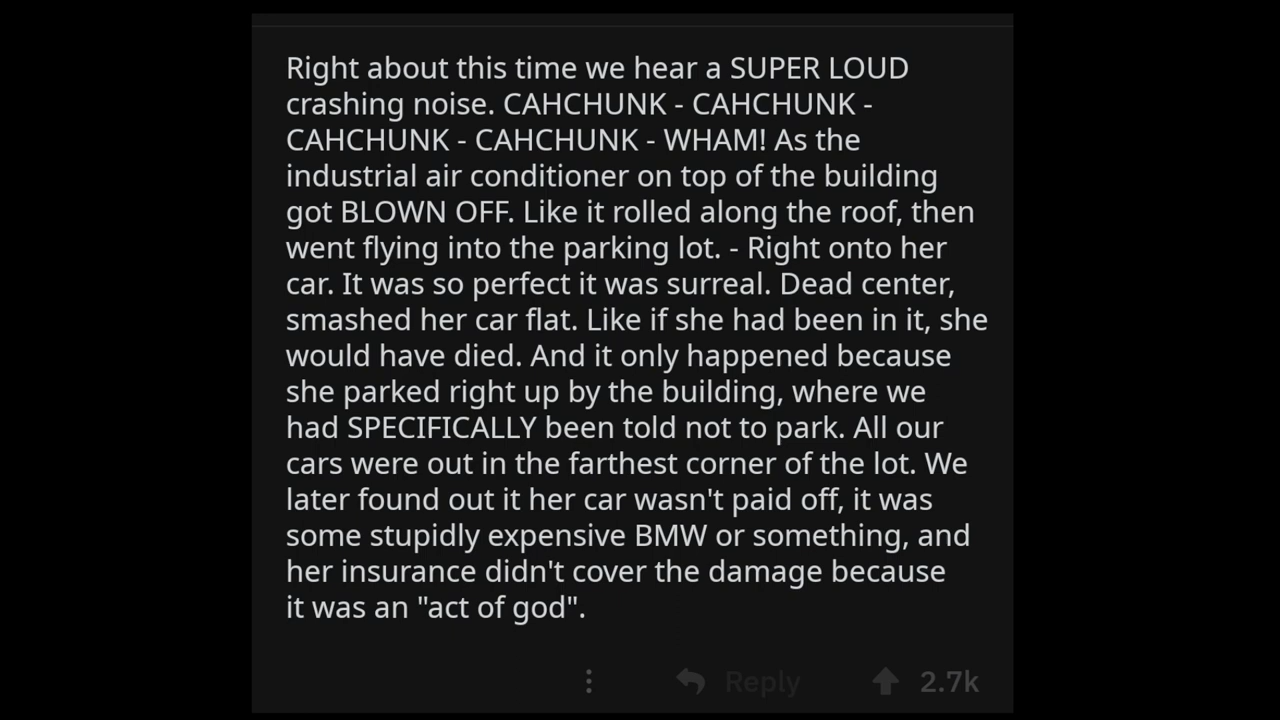 Right about this time we hear a SUPER LOUD
crashing noise. CAHCHUNK - CAHCHUNK -
CAHCHUNK - CAHCHUNK - WHAM! As the
industrial air conditioner on top of the building
got BLOWN OFF. Like it rolled along the roof, then
went flying into the parking lot. - Right onto her
car. It was so perfect it was surreal. Dead center,
smashed her car flat. Like if she had been in it, she
would have died. And it only happened because
she parked right up by the building, where we
had SPECIFICALLY been told not to park. All our
cars were out in the farthest corner of the lot. We
later found out it her car wasn't paid off, it was
some stupidly expensive BMW or something, and
her insurance didn't cover the damage because
it was an "act of god".
Reply 2.7k